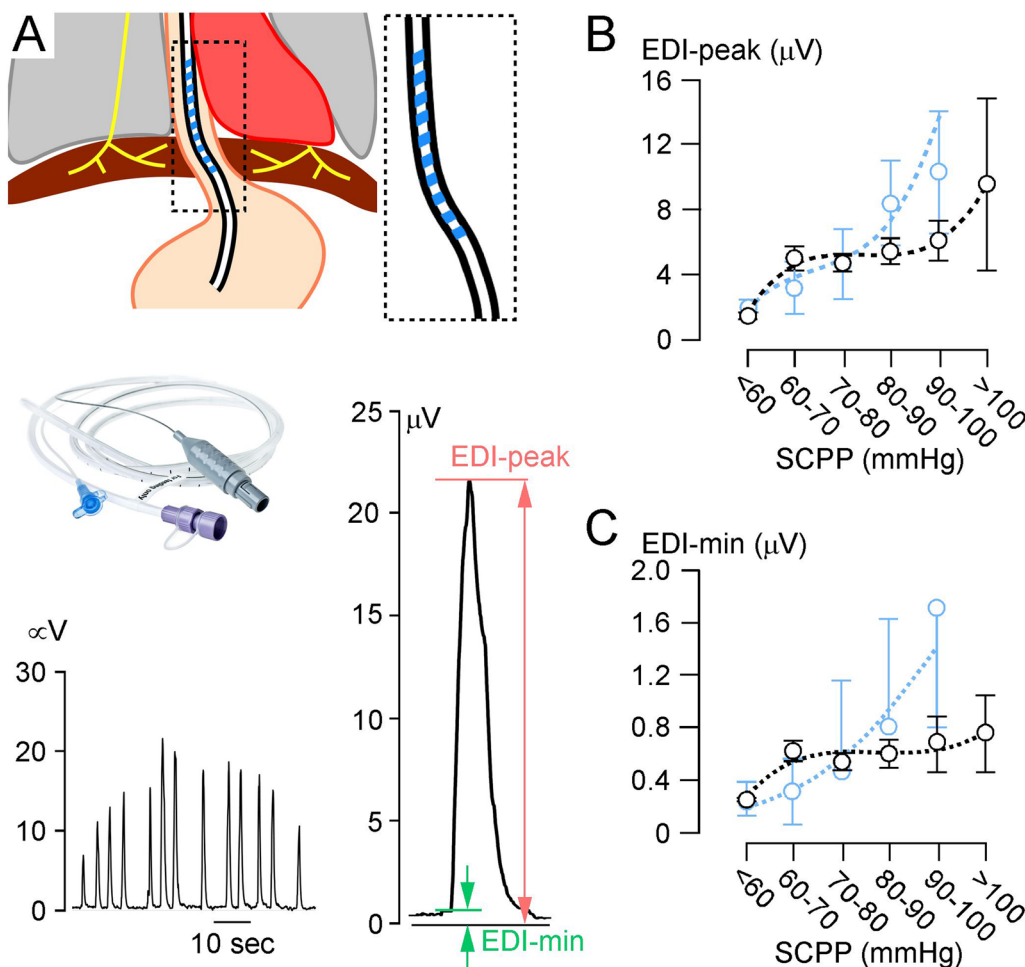 A
B
EDI-peak (μV)
16
12
8
4
0
<60
60-70
70-80
80-90
90-100
>100
SCPP (mmHg)
25
μV
EDI-peak
20
15
10
5
0
EDI-min
∝V
30
20
10
0
10 sec
C
EDI-min (μV)
2.0
1.6
1.2
0.8
0.4
0
<60
60-70
70-80
80-90
90-100
>100
SCPP (mmHg)